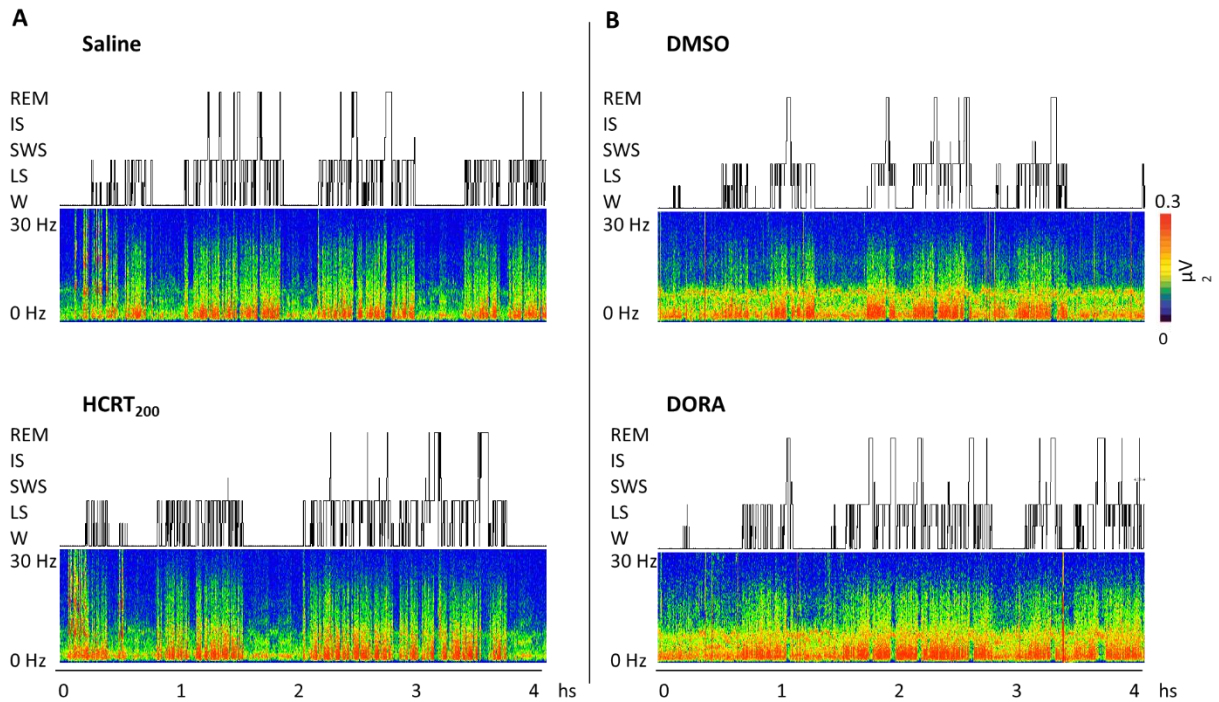 A
Saline
REM
IS
SWS
LS
W
30 Hz
0 Hz
HCRT200
REM
IS
SWS
LS
W
30 Hz
0 Hz
0 1 2 3 4 hs
B
DMSO
REM
IS
SWS
LS
W
30 Hz
0 Hz
0.3
µV
2
0
DORA
REM
IS
SWS
LS
W
30 Hz
0 Hz
0 1 2 3 4 hs